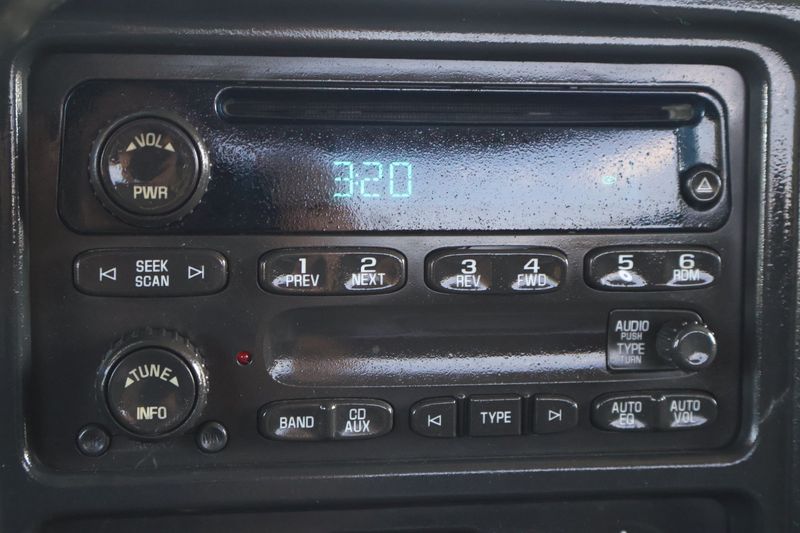 VOL
PWR
3:20
SEEK
SCAN
1
PREV
2
NEXT
3
REV
4
FWD
5
6
RDM
AUDIO
PUSH
TYPE
TURN
TUNE
INFO
BAND
CD
AUX
TYPE
AUTO
EQ
AUTO
VOL